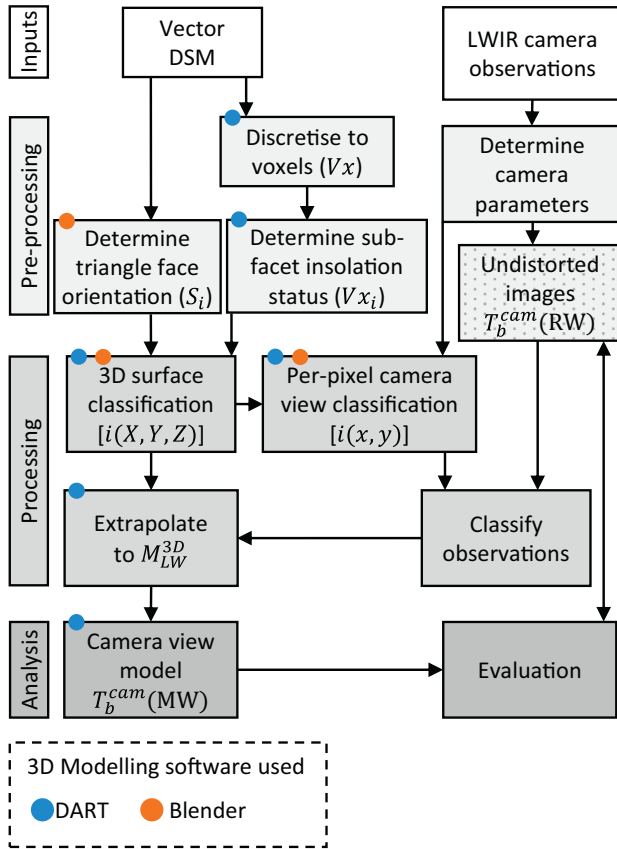 Inputs
Vector
DSM
LWIR camera
observations
Pre-processing
Discretise to
voxels (Vx)
Determine
camera
parameters
Determine
triangle face
orientation (Sᵢ)
Determine sub-
facet insolation
status (Vxᵢ)
Undistorted
images
T_b^cam(RW)
Processing
3D surface
classification
[i(X, Y, Z)]
Per-pixel camera
view classification
[i(x, y)]
Extrapolate
to M_LW^3D
Classify
observations
Analysis
Camera view
model
T_b^cam(MW)
Evaluation
3D Modelling software used
DART
Blender